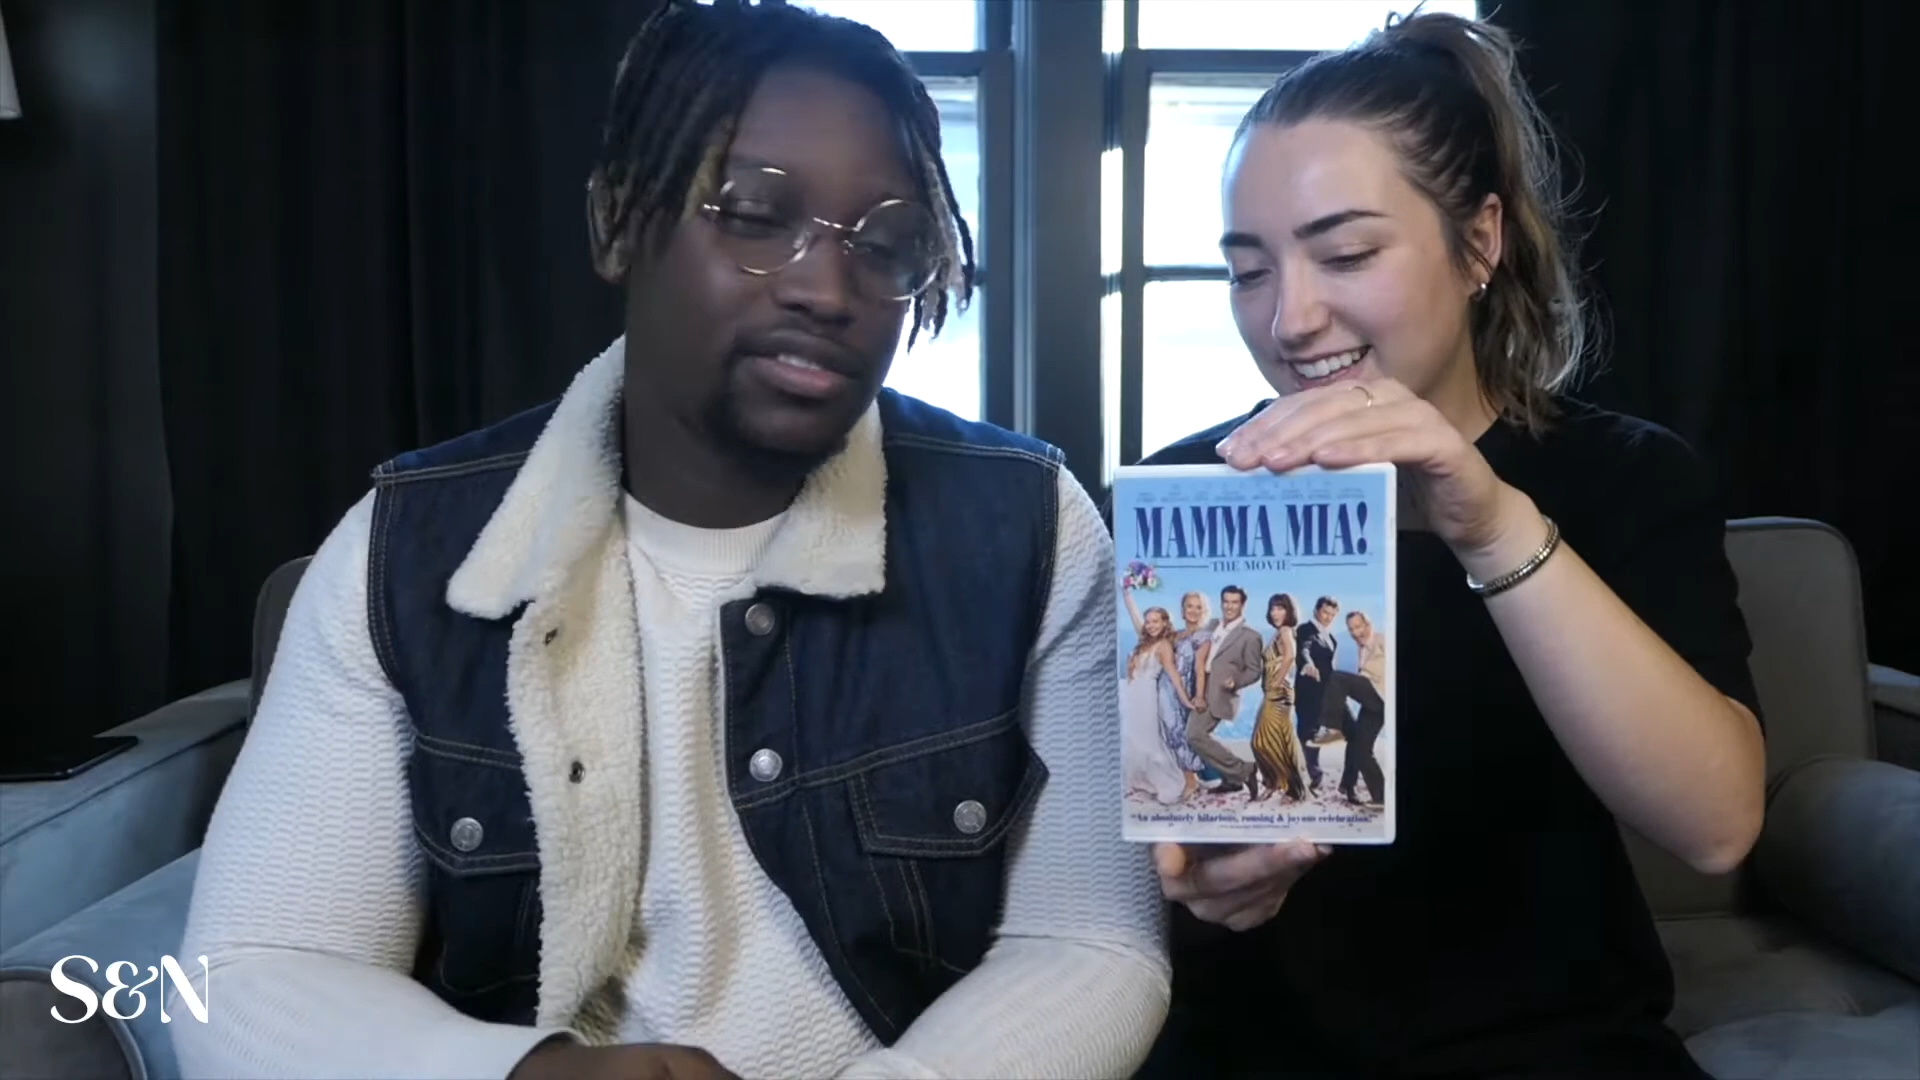 MAMMA MIA!
THE MOVIE
"An absolutely hilarious, rousing & joyous celebration!"
S&N